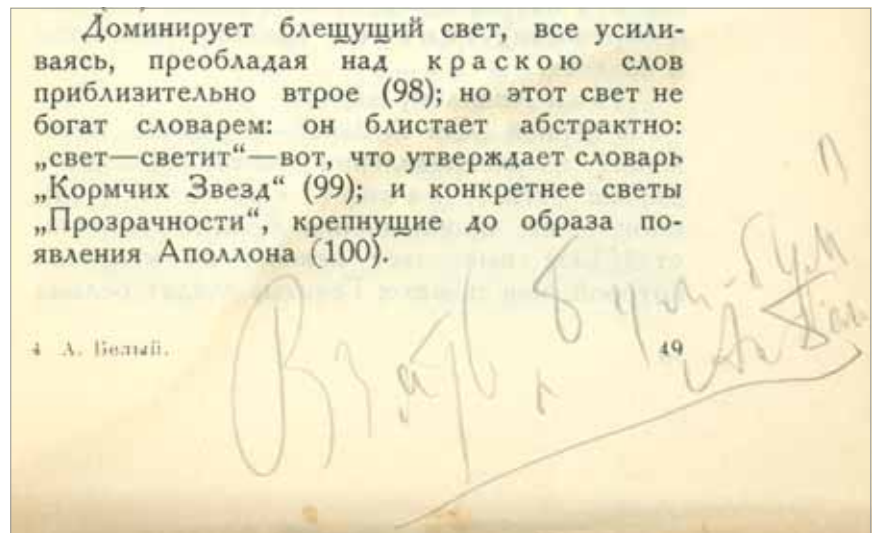 Доминирует блещущий свет, все усили-
ваясь, преобладая над краскою слов
приблизительно втрое (98); но этот свет не
богат словарем: он блистает абстрактно:
„свет—светит“—вот, что утверждает словарь
„Кормчих Звезд“ (99); и конкретнее светы
„Прозрачности“, крепнущие до образа по-
явления Аполлона (100).
4 А. Белый.
49